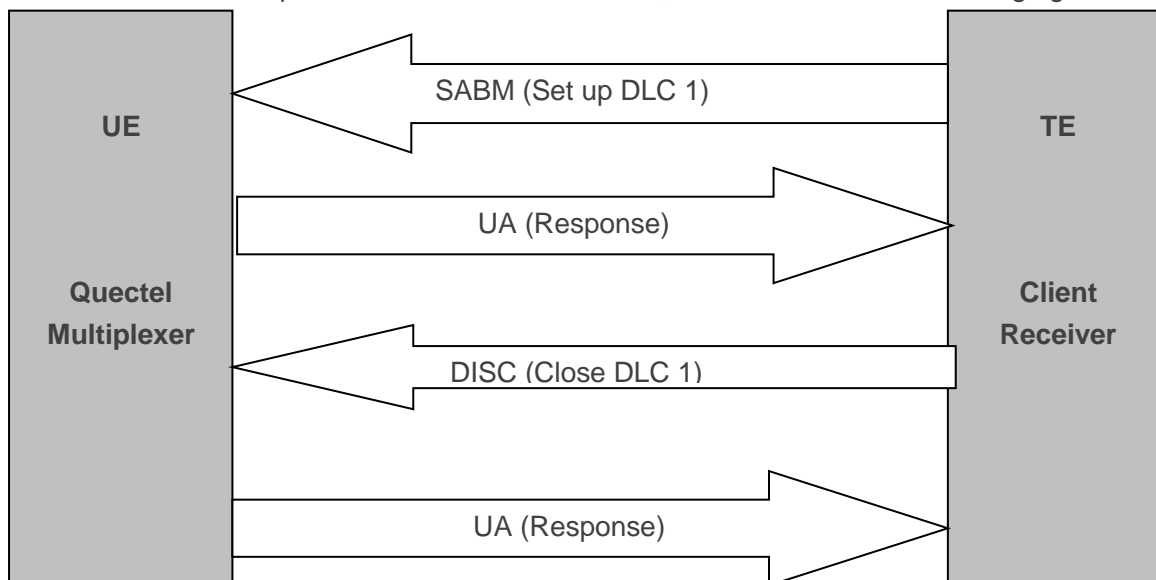 SABM (Set up DLC 1)
UE
TE
UA (Response)
Quectel
Multiplexer
Client
Receiver
DISC (Close DLC 1)
UA (Response)